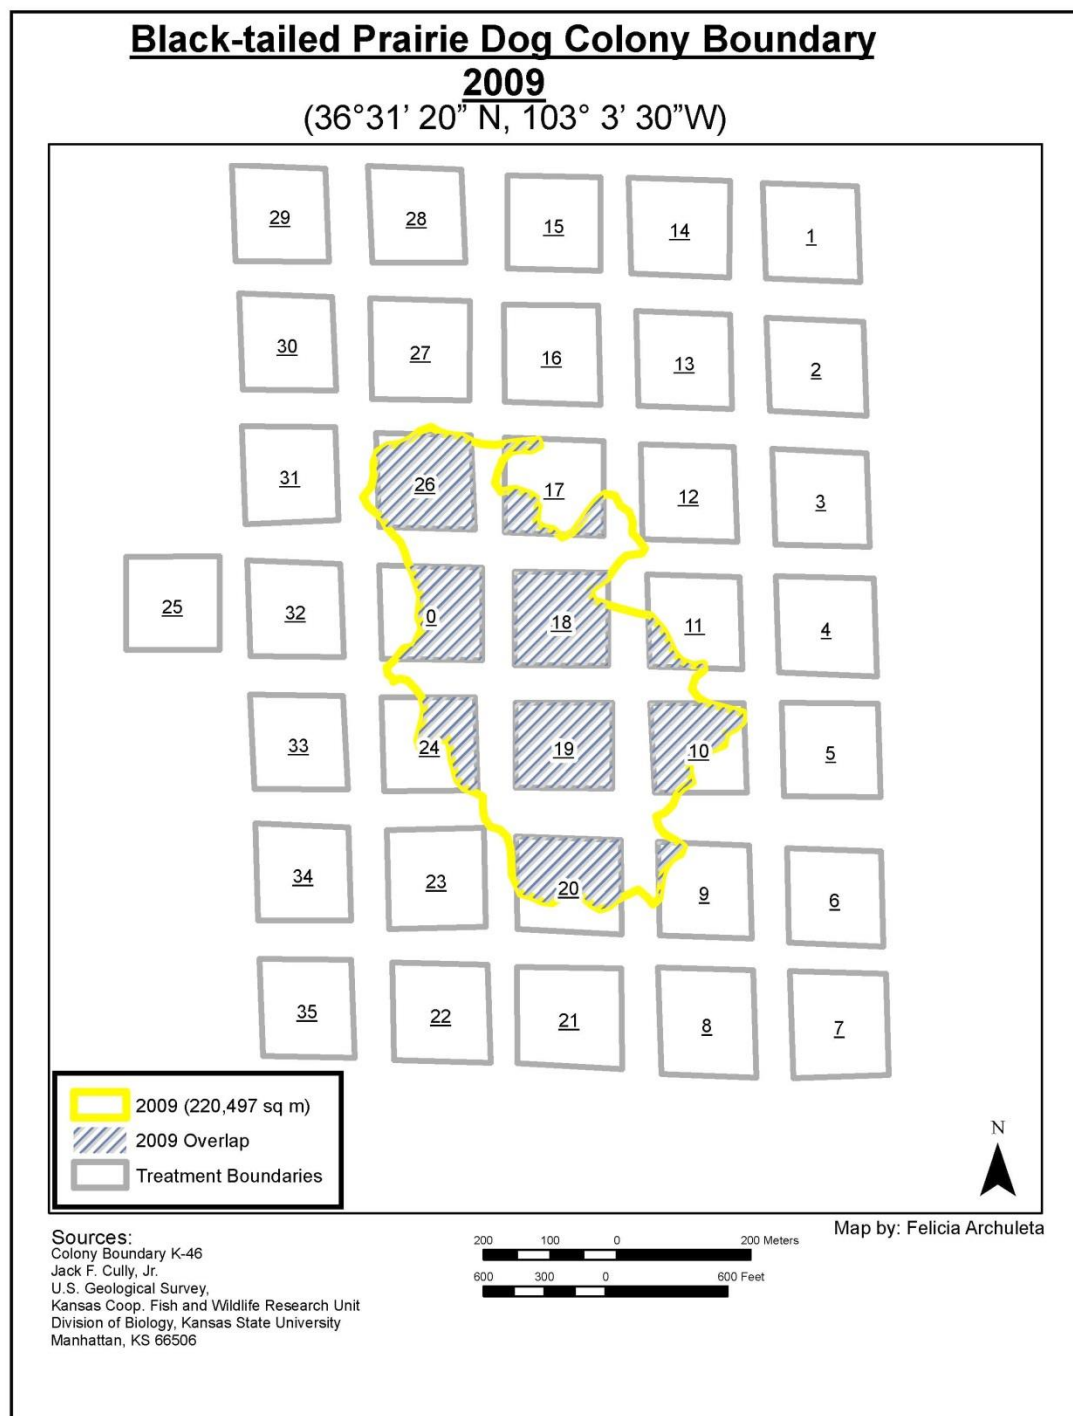 Black-tailed Prairie Dog Colony Boundary
2009
(36°31’ 20” N, 103° 3’ 30”W)
29 28 15 14 1
30 27 16 13 2
31 26 17 12 3
25 32 0 18 11 4
33 24 19 10 5
34 23 20 9 6
35 22 21 8 7
2009 (220,497 sq m)
2009 Overlap
Treatment Boundaries
N
Map by: Felicia Archuleta
Sources:
Colony Boundary K-46
Jack F. Cully, Jr.
U.S. Geological Survey,
Kansas Coop. Fish and Wildlife Research Unit
Division of Biology, Kansas State University
Manhattan, KS 66506
200 100 0 200 Meters
600 300 0 600 Feet